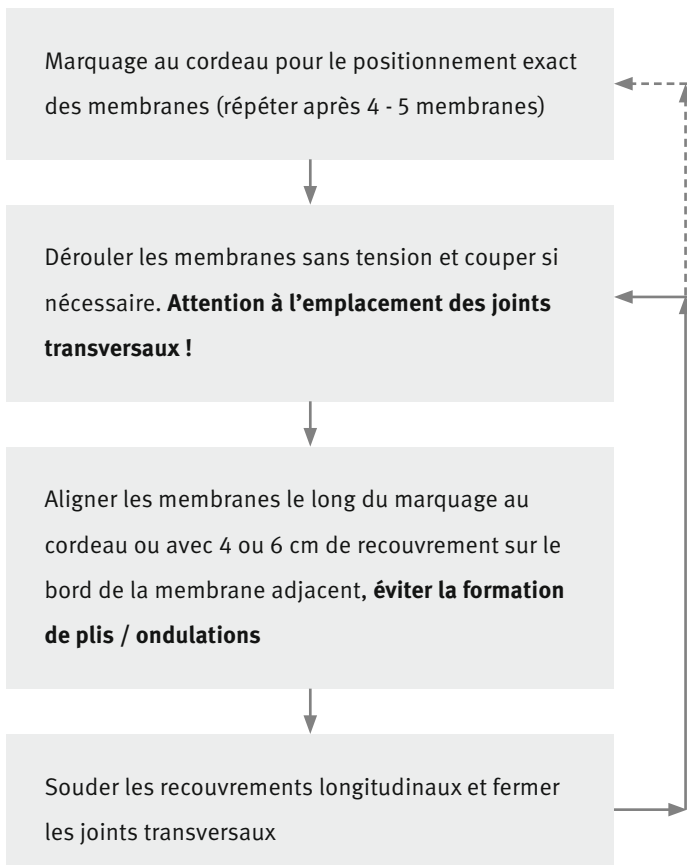 Marquage au cordeau pour le positionnement exact
des membranes (répéter après 4 - 5 membranes)
Dérouler les membranes sans tension et couper si
nécessaire. Attention à l’emplacement des joints
transversaux !
Aligner les membranes le long du marquage au
cordeau ou avec 4 ou 6 cm de recouvrement sur le
bord de la membrane adjacent, éviter la formation
de plis / ondulations
Souder les recouvrements longitudinaux et fermer
les joints transversaux